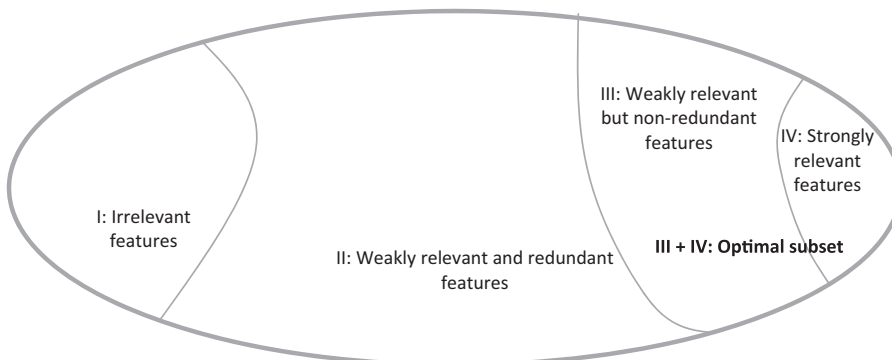 I: Irrelevant
features
II: Weakly relevant and redundant
features
III: Weakly relevant
but non-redundant
features
IV: Strongly
relevant
features
III + IV: Optimal subset